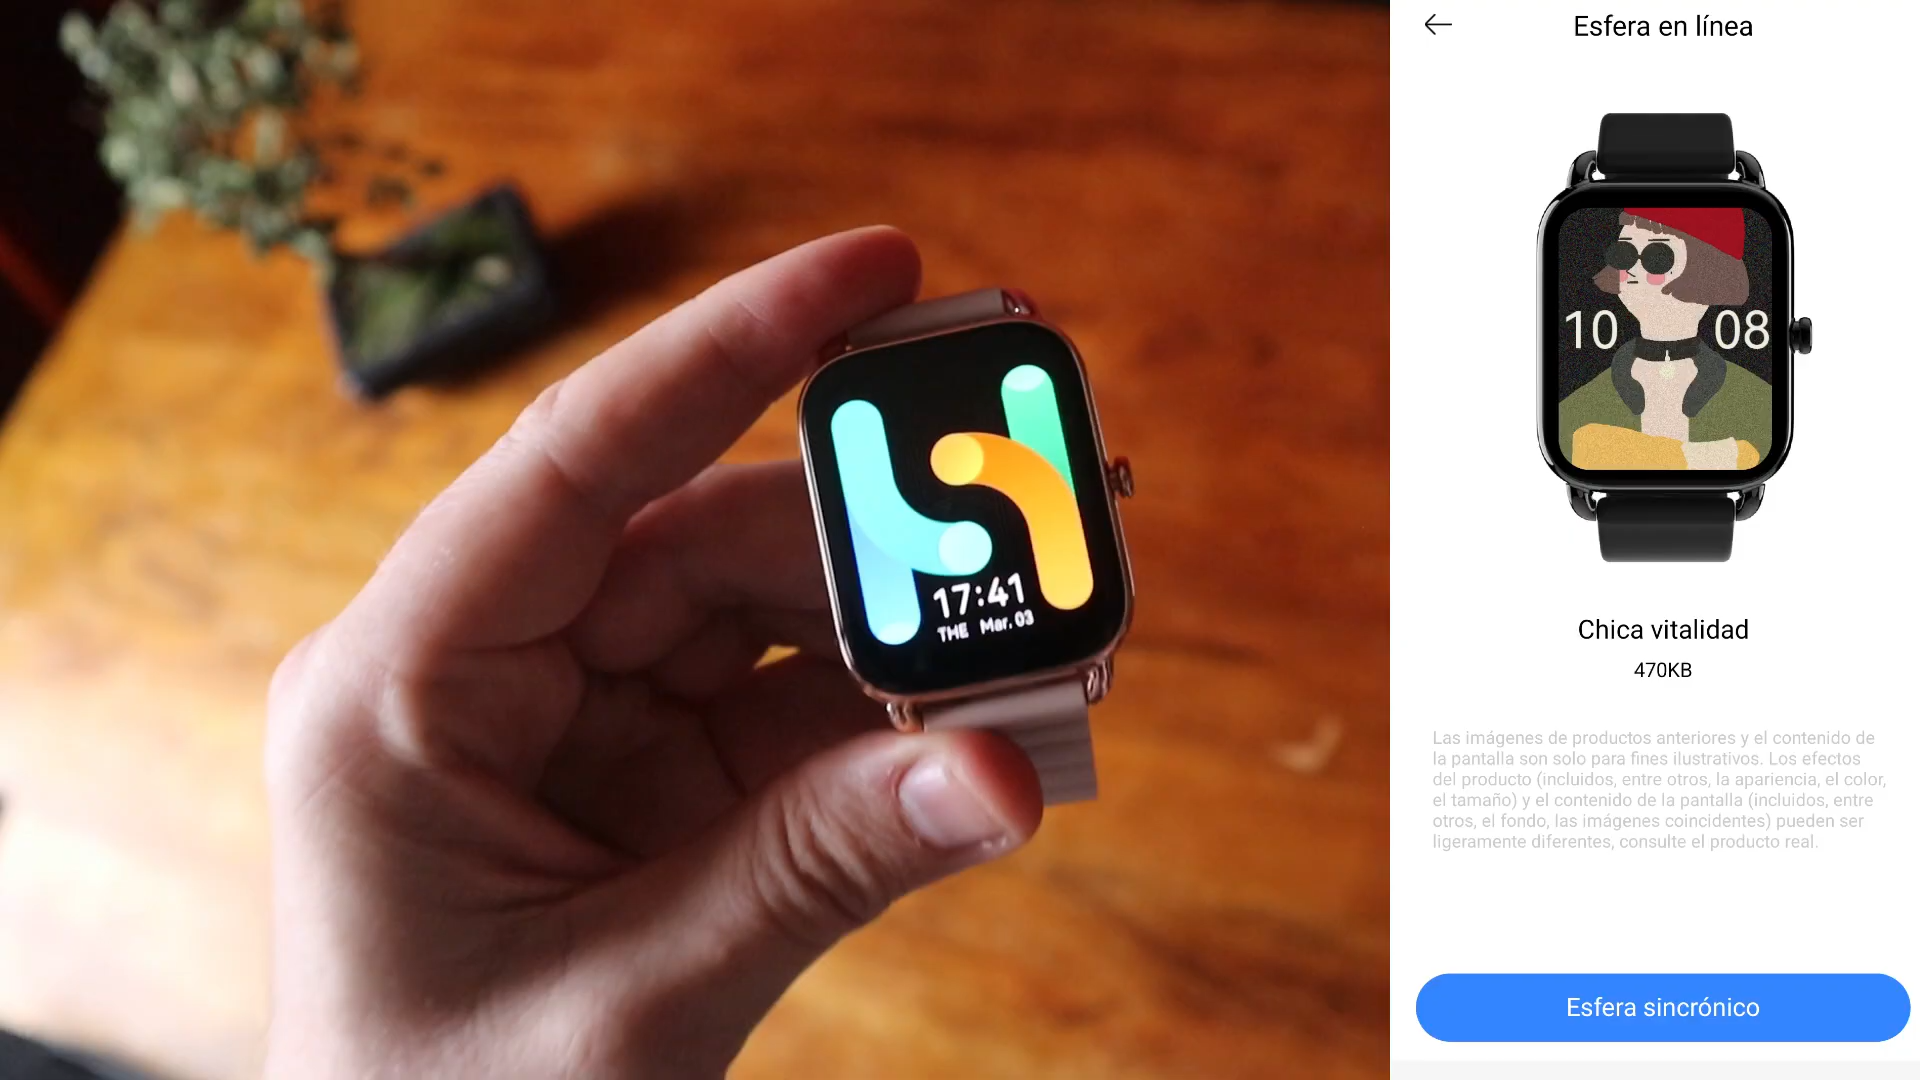 17:41
THE Mar. 03
Esfera en línea
10 08
Chica vitalidad
470KB
Las imágenes de productos anteriores y el contenido de
la pantalla son solo para fines ilustrativos. Los efectos
del producto (incluidos, entre otros, la apariencia, el color,
el tamaño) y el contenido de la pantalla (incluidos, entre
otros, el fondo, las imágenes coincidentes) pueden ser
ligeramente diferentes, consulte el producto real.
Esfera sincrónico